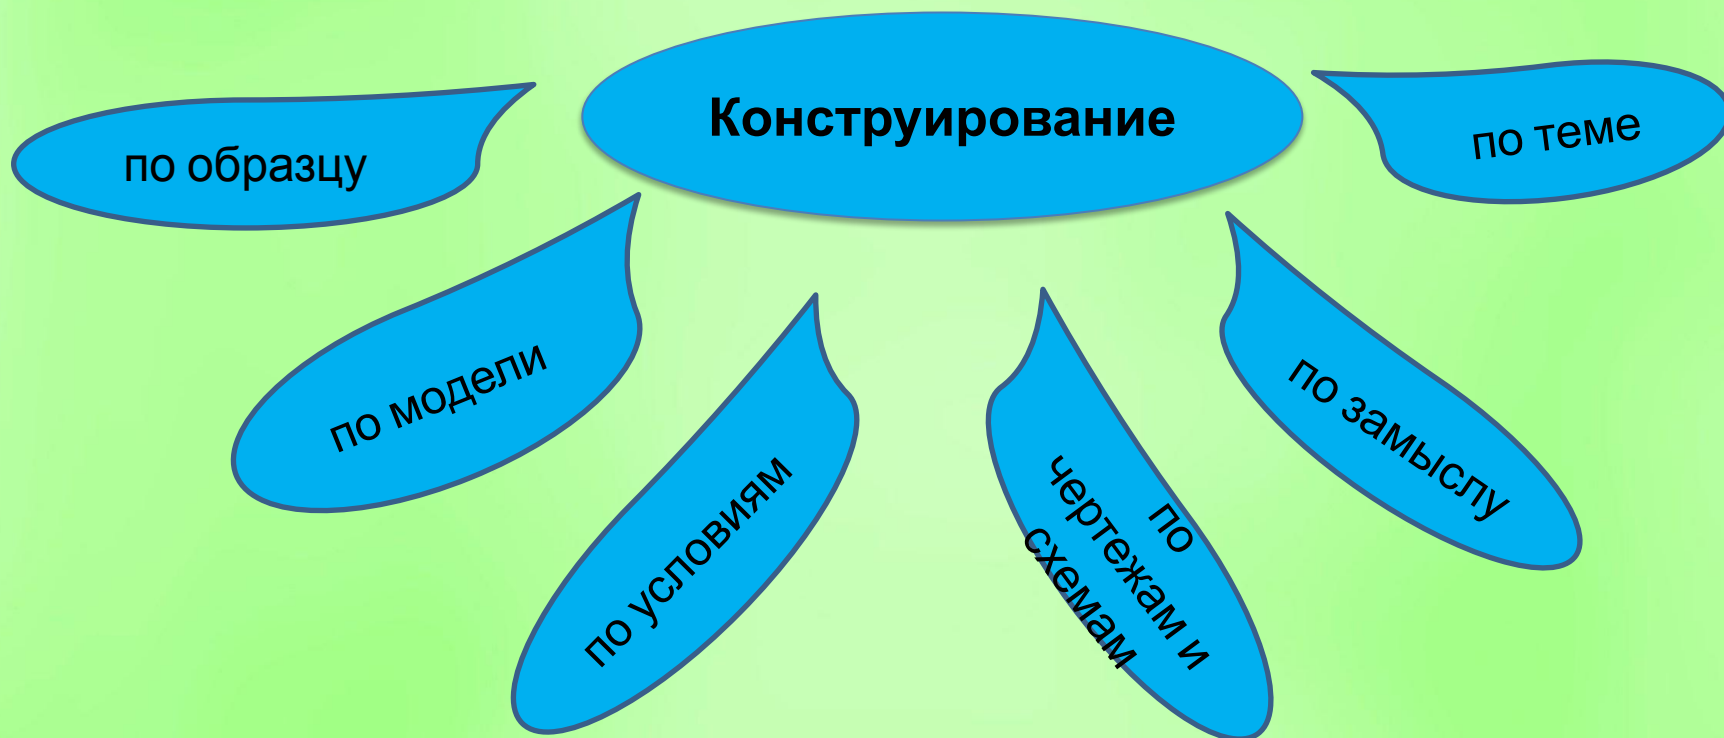 Конструирование
по образцу
по модели
по условиям
по
чертежам и
схемам
по замыслу
по теме